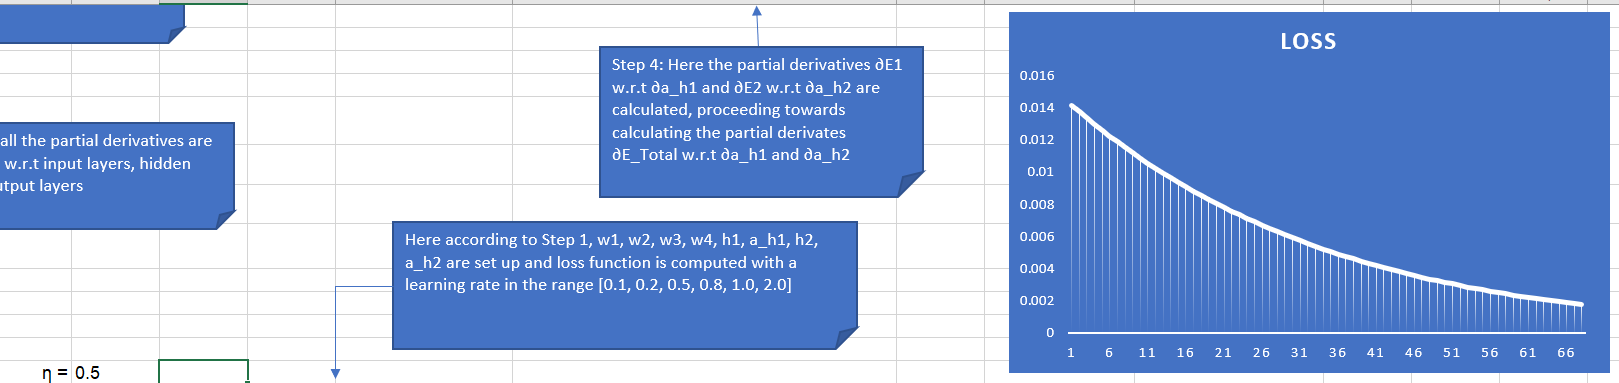 all the partial derivatives are
w.r.t input layers, hidden
layers
Step 4: Here the partial derivatives ∂E1
w.r.t ∂a_h1 and ∂E2 w.r.t ∂a_h2 are
calculated, proceeding towards
calculating the partial derivates
∂E_Total w.r.t ∂a_h1 and ∂a_h2
Here according to Step 1, w1, w2, w3, w4, h1, a_h1, h2,
a_h2 are set up and loss function is computed with a
learning rate in the range [0.1, 0.2, 0.5, 0.8, 1.0, 2.0]
η = 0.5
LOSS
0.016
0.014
0.012
0.01
0.008
0.006
0.004
0.002
0
1 6 11 16 21 26 31 36 41 46 51 56 61 66